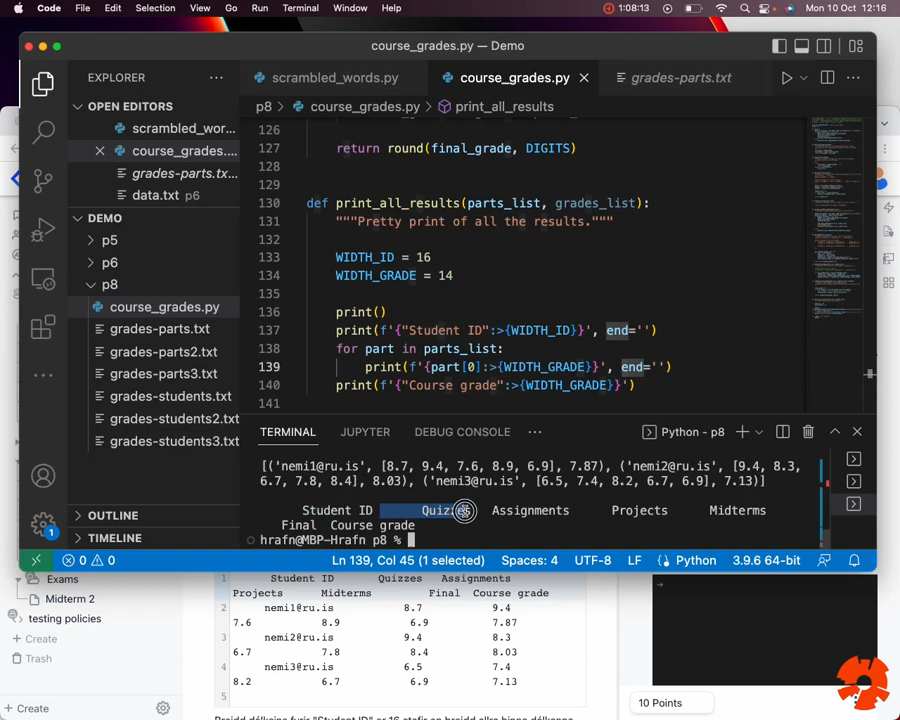 Code File Edit Selection View Go Run Terminal Window Help 1:08:13 Mon 10 Oct 12:16
course_grades.py — Demo
EXPLORER
scrambled_words.py course_grades.py grades-parts.txt
OPEN EDITORS
p8 > course_grades.py > print_all_results
scrambled_wor...
course_grades....
grades-parts.tx...
data.txt p6
DEMO
p5
p6
p8
course_grades.py
grades-parts.txt
grades-parts2.txt
grades-parts3.txt
grades-students.txt
grades-students2.txt
grades-students3.txt
OUTLINE
TIMELINE
126
127 return round(final_grade, DIGITS)
128
129
130 def print_all_results(parts_list, grades_list):
131 """Pretty print of all the results."""
132
133 WIDTH_ID = 16
134 WIDTH_GRADE = 14
135
136 print()
137 print(f'{"Student ID":>{WIDTH_ID}}', end='')
138 for part in parts_list:
139 print(f'{part[0]:>{WIDTH_GRADE}}', end='')
140 print(f'{"Course grade":>{WIDTH_GRADE}}')
141
TERMINAL JUPYTER DEBUG CONSOLE Python - p8
[('nemi1@ru.is', [8.7, 9.4, 7.6, 8.9, 6.9], 7.87), ('nemi2@ru.is', [9.4, 8.3,
6.7, 7.8, 8.4], 8.03), ('nemi3@ru.is', [6.5, 7.4, 8.2, 6.7, 6.9], 7.13)]
Student ID Quizzes Assignments Projects Midterms
Final Course grade
hrafn@MBP-Hrafn p8 %
1
0 0 Ln 139, Col 45 (1 selected) Spaces: 4 UTF-8 LF Python 3.9.6 64-bit
Exams
Midterm 2
testing policies
Create
Trash
Create
1 Student ID Quizzes Assignments
Projects Midterms Final Course grade
2 nemi1@ru.is 8.7 9.4
7.6 8.9 6.9 7.87
3 nemi2@ru.is 9.4 8.3
6.7 7.8 8.4 8.03
4 nemi3@ru.is 6.5 7.4
8.2 6.7 6.9 7.13
5
10 Points